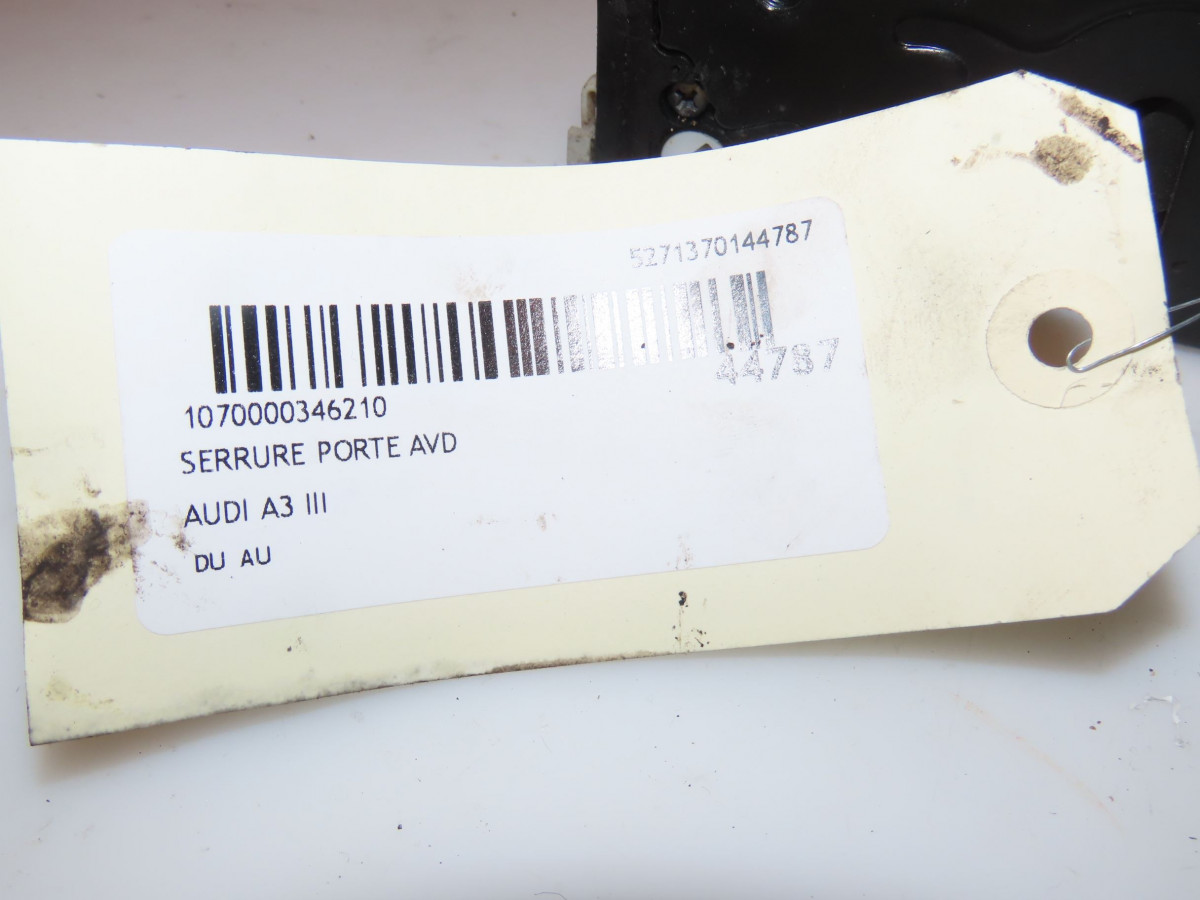 5271370144787
44787
1070000346210
SERRURE PORTE AVD
AUDI A3 III
DU AU